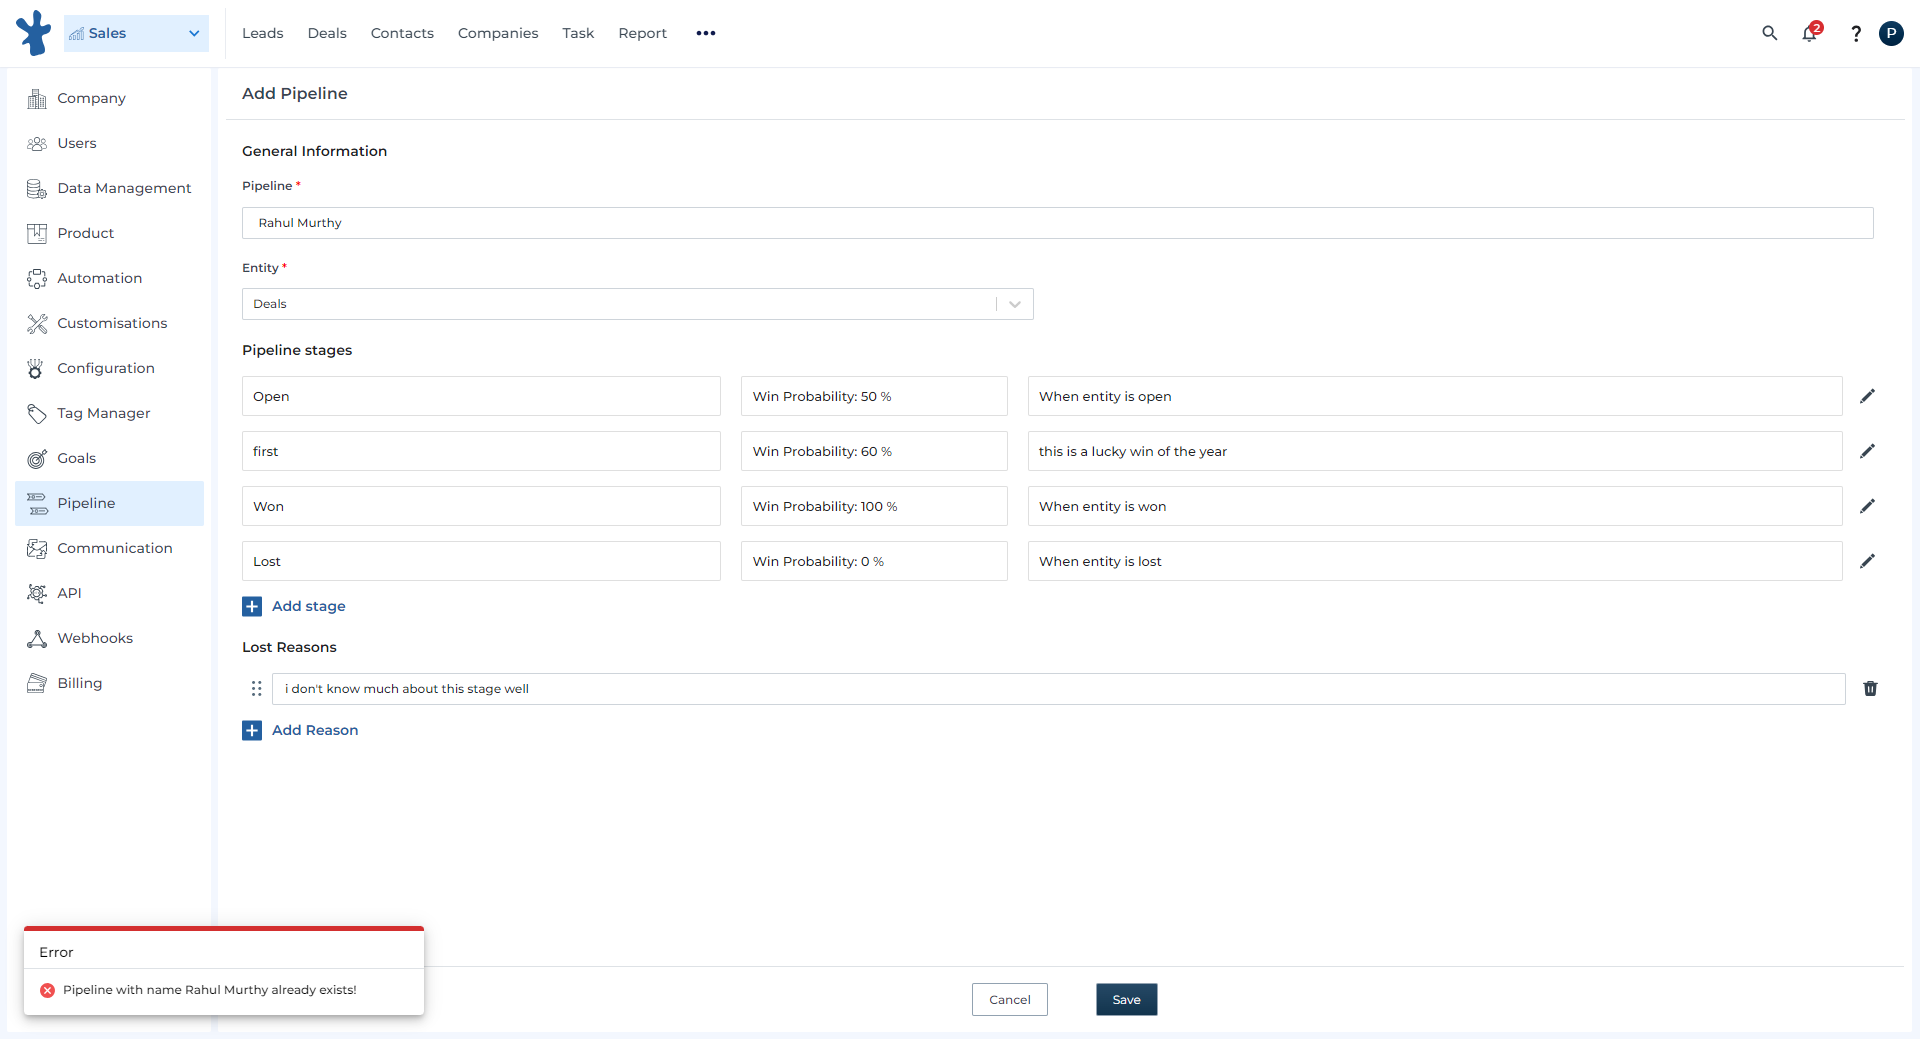 Sales
Leads
Deals
Contacts
Companies
Task
Report
2
?
P
Company
Users
Data Management
Product
Automation
Customisations
Configuration
Tag Manager
Goals
Pipeline
Communication
API
Webhooks
Billing
Add Pipeline
General Information
Pipeline *
Rahul Murthy
Entity *
Deals
Pipeline stages
Open
Win Probability: 50 %
When entity is open
first
Win Probability: 60 %
this is a lucky win of the year
Won
Win Probability: 100 %
When entity is won
Lost
Win Probability: 0 %
When entity is lost
Add stage
Lost Reasons
i don't know much about this stage well
Add Reason
Error
Pipeline with name Rahul Murthy already exists!
Cancel
Save